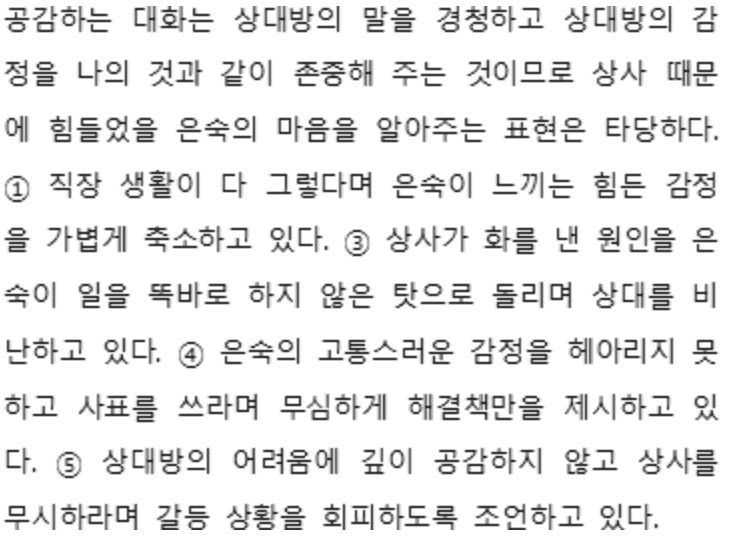 공감하는 대화는 상대방의 말을 경청하고 상대방의 감
정을 나의 것과 같이 존중해 주는 것이므로 상사 때문
에 힘들었을 은숙의 마음을 알아주는 표현은 타당하다.
① 직장 생활이 다 그렇다며 은숙이 느끼는 힘든 감정
을 가볍게 축소하고 있다. ③ 상사가 화를 낸 원인을 은
숙이 일을 똑바로 하지 않은 탓으로 돌리며 상대를 비
난하고 있다. ④ 은숙의 고통스러운 감정을 헤아리지 못
하고 사표를 쓰라며 무심하게 해결책만을 제시하고 있
다. ⑤ 상대방의 어려움에 깊이 공감하지 않고 상사를
무시하라며 갈등 상황을 회피하도록 조언하고 있다.